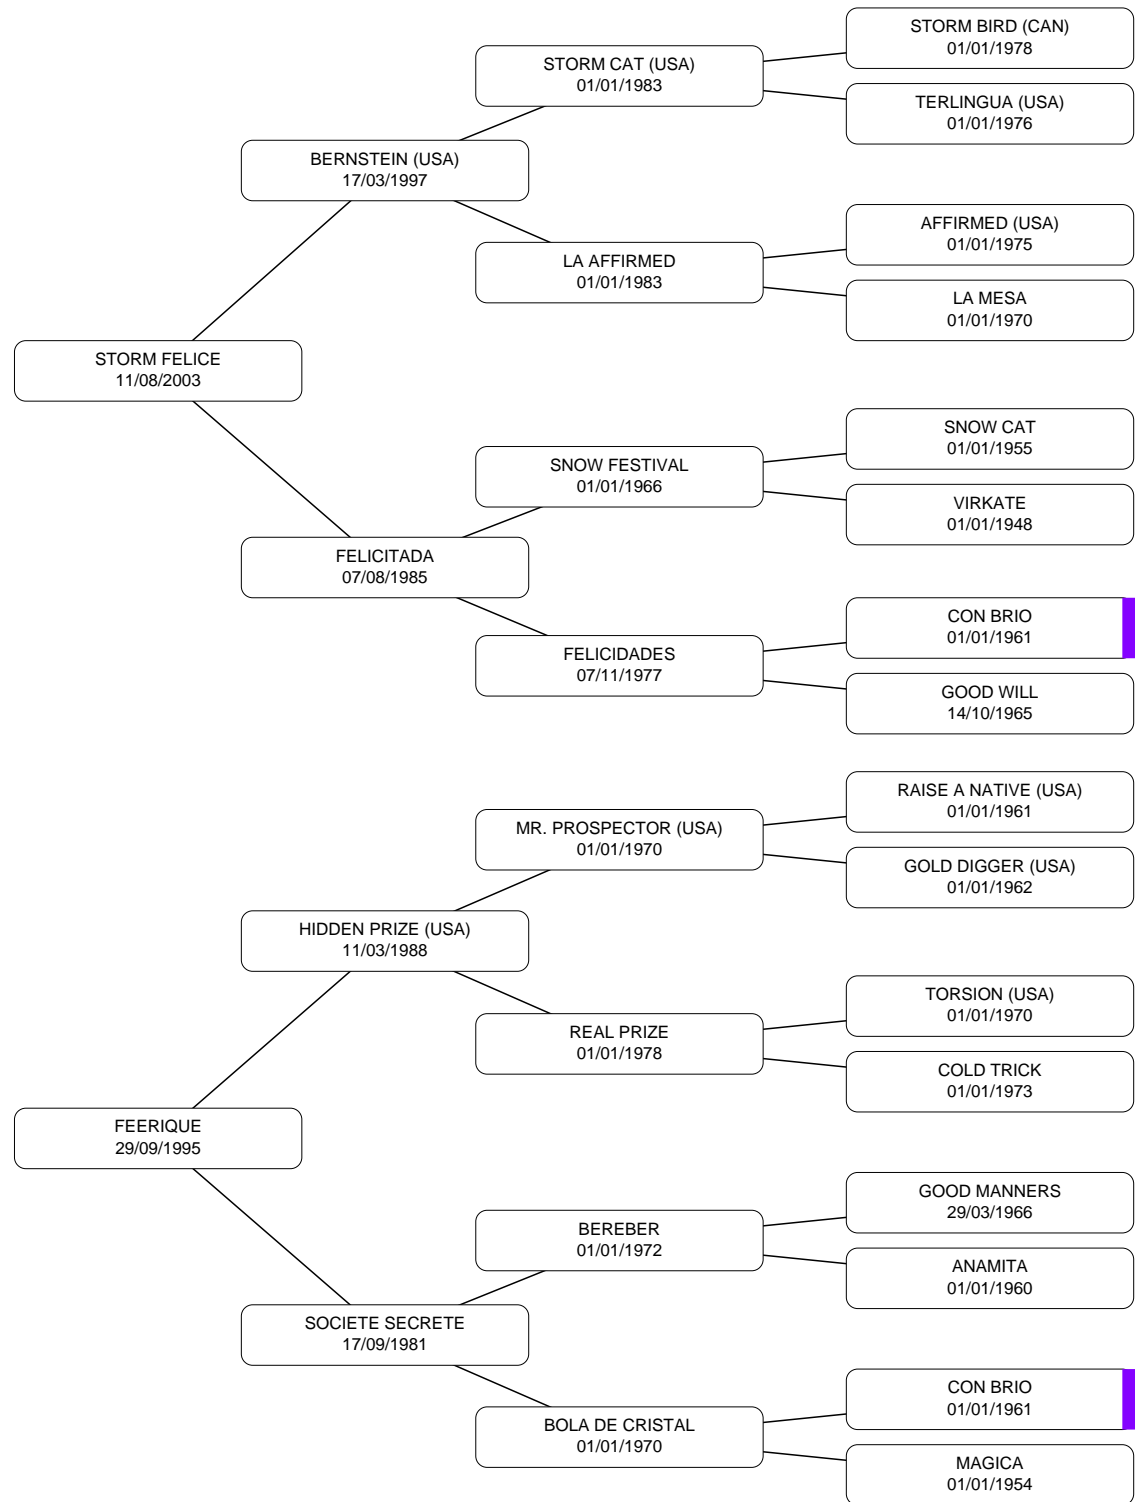 STORM BIRD (CAN)
01/01/1978
STORM CAT (USA)
01/01/1983
TERLINGUA (USA)
01/01/1976
BERNSTEIN (USA)
17/03/1997
AFFIRMED (USA)
01/01/1975
LA AFFIRMED
01/01/1983
LA MESA
01/01/1970
STORM FELICE
11/08/2003
SNOW CAT
01/01/1955
SNOW FESTIVAL
01/01/1966
VIRKATE
01/01/1948
FELICITADA
07/08/1985
CON BRIO
01/01/1961
FELICIDADES
07/11/1977
GOOD WILL
14/10/1965
RAISE A NATIVE (USA)
01/01/1961
MR. PROSPECTOR (USA)
01/01/1970
GOLD DIGGER (USA)
01/01/1962
HIDDEN PRIZE (USA)
11/03/1988
TORSION (USA)
01/01/1970
REAL PRIZE
01/01/1978
COLD TRICK
01/01/1973
FEERIQUE
29/09/1995
GOOD MANNERS
29/03/1966
BEREBER
01/01/1972
ANAMITA
01/01/1960
SOCIETE SECRETE
17/09/1981
CON BRIO
01/01/1961
BOLA DE CRISTAL
01/01/1970
MAGICA
01/01/1954